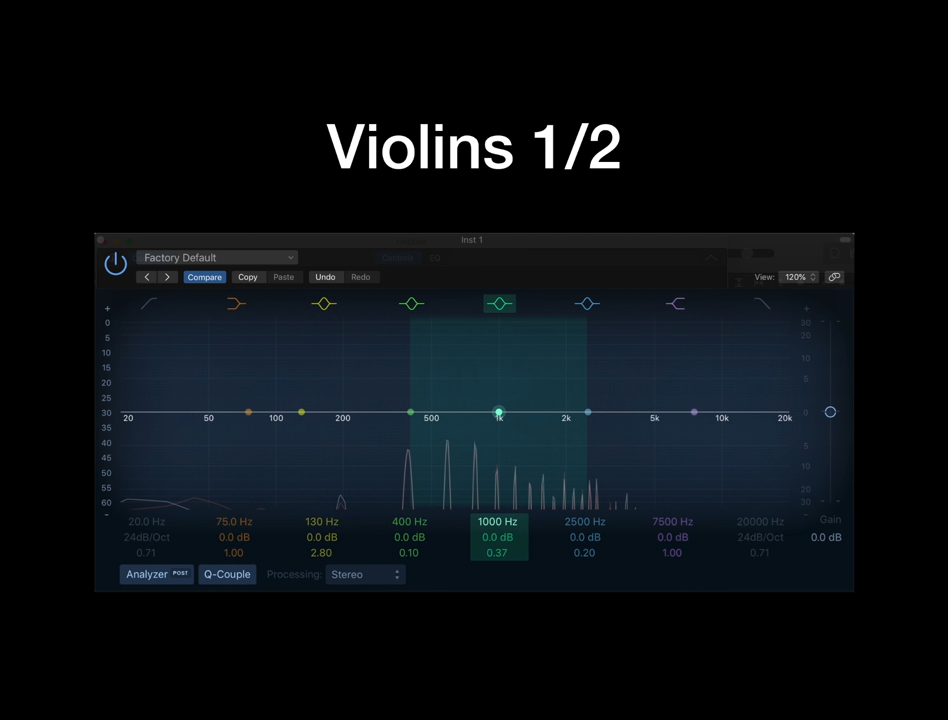 Violins 1/2
Inst 1
Factory Default
Compare EQ
Compare Copy Paste Undo Redo View: 120%
+ +
0 30
5 20
10 10
15
20 5
25
30 20 50 100 200 500 1k 2k 5k 10k 20k 0
35
40
45 5
50 10
55
60 20
30
- -
20.0 Hz 75.0 Hz 130 Hz 400 Hz 1000 Hz 2500 Hz 7500 Hz 20000 Hz Gain
24dB/Oct 0.0 dB 0.0 dB 0.0 dB 0.0 dB 0.0 dB 0.0 dB 24dB/Oct 0.0 dB
0.71 1.00 2.80 0.10 0.37 0.20 1.00 0.71
Analyzer POST Q-Couple Processing: Stereo